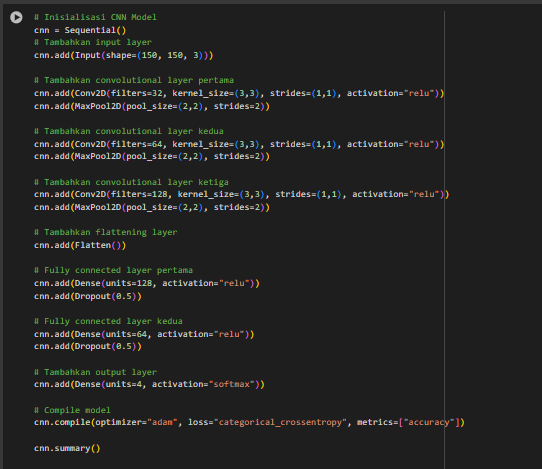 # Inisialisasi CNN Model
cnn = Sequential()
# Tambahkan input layer
cnn.add(Input(shape=(150, 150, 3)))
# Tambahkan convolutional layer pertama
cnn.add(Conv2D(filters=32, kernel_size=(3,3), strides=(1,1), activation="relu"))
cnn.add(MaxPool2D(pool_size=(2,2), strides=2))
# Tambahkan convolutional layer kedua
cnn.add(Conv2D(filters=64, kernel_size=(3,3), strides=(1,1), activation="relu"))
cnn.add(MaxPool2D(pool_size=(2,2), strides=2))
# Tambahkan convolutional layer ketiga
cnn.add(Conv2D(filters=128, kernel_size=(3,3), strides=(1,1), activation="relu"))
cnn.add(MaxPool2D(pool_size=(2,2), strides=2))
# Tambahkan flattening layer
cnn.add(Flatten())
# Fully connected layer pertama
cnn.add(Dense(units=128, activation="relu"))
cnn.add(Dropout(0.5))
# Fully connected layer kedua
cnn.add(Dense(units=64, activation="relu"))
cnn.add(Dropout(0.5))
# Tambahkan output layer
cnn.add(Dense(units=4, activation="softmax"))
# Compile model
cnn.compile(optimizer="adam", loss="categorical_crossentropy", metrics=["accuracy"])
cnn.summary()